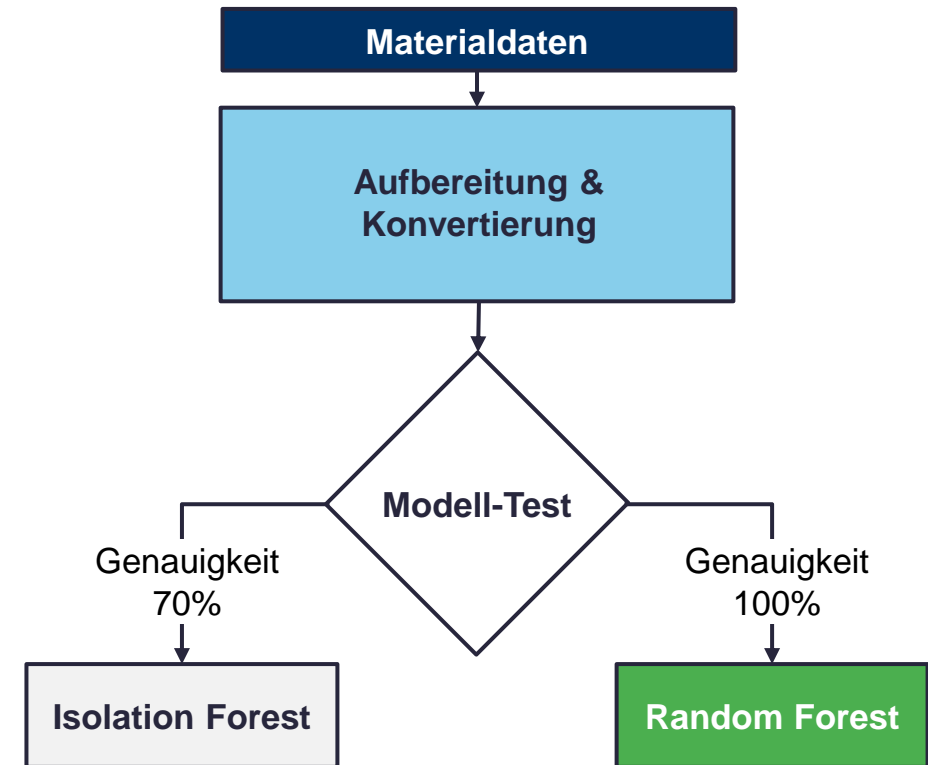 Materialdaten
Aufbereitung &
Konvertierung
Modell-Test
Genauigkeit
70%
Genauigkeit
100%
Isolation Forest
Random Forest